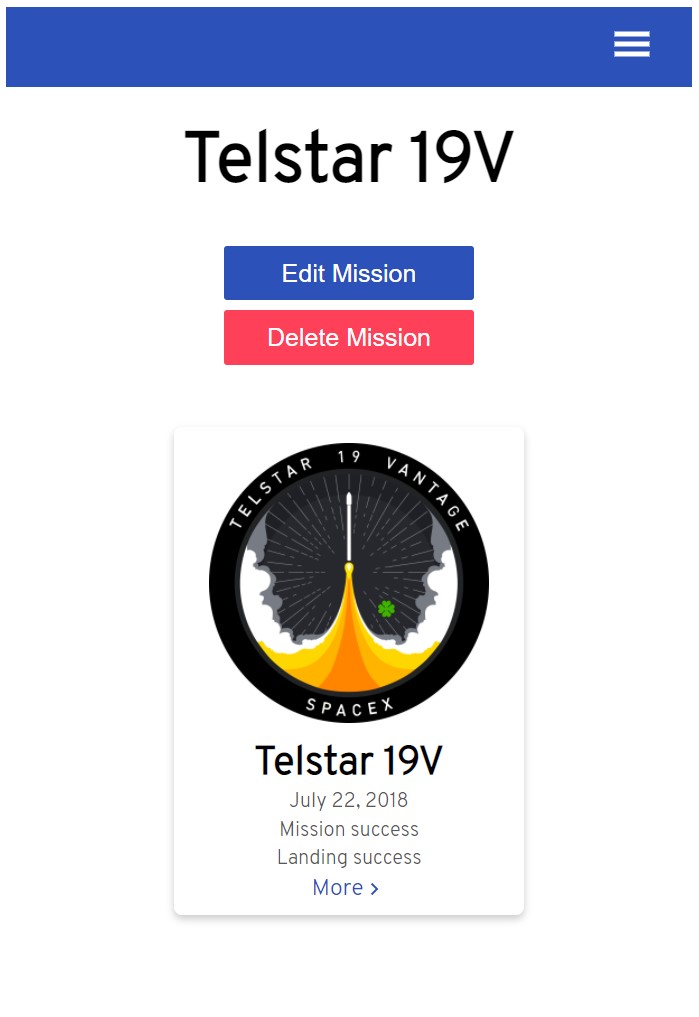 Telstar 19V
Edit Mission
Delete Mission
TELSTAR 19 VANTAGE
SPACEX
Telstar 19V
July 22, 2018
Mission success
Landing success
More >